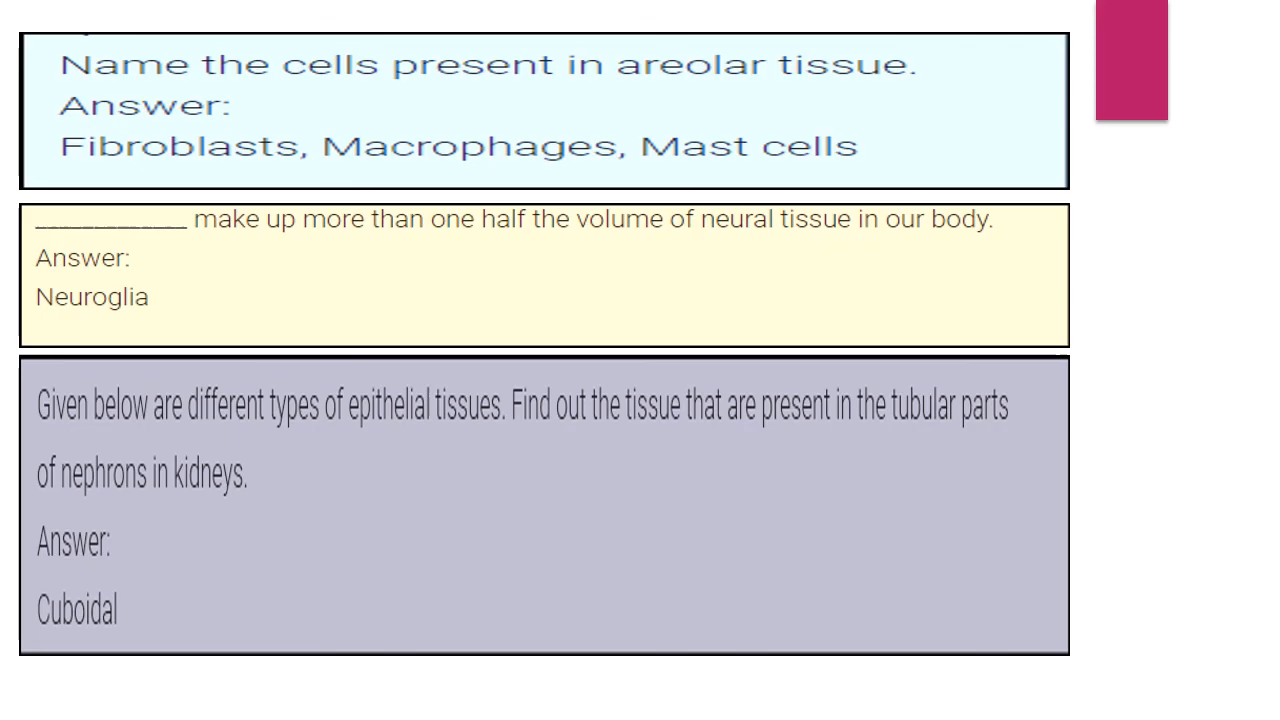 Name the cells present in areolar tissue.
Answer:
Fibroblasts, Macrophages, Mast cells
_____________ make up more than one half the volume of neural tissue in our body.
Answer:
Neuroglia
Given below are different types of epithelial tissues. Find out the tissue that are present in the tubular parts
of nephrons in kidneys.
Answer:
Cuboidal